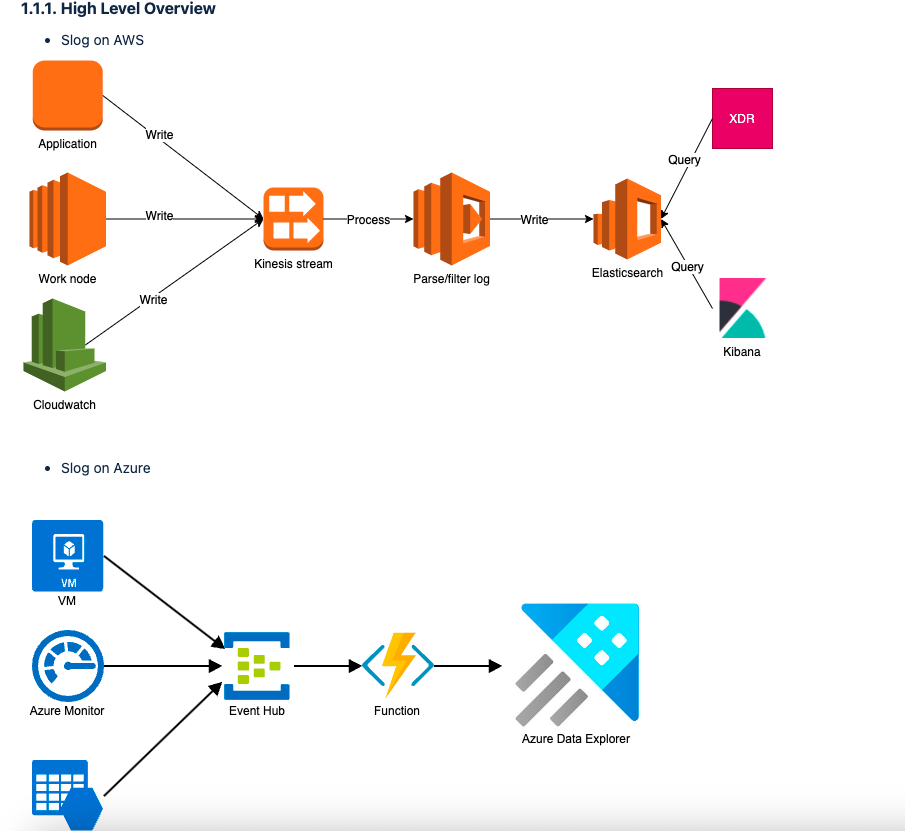 1.1.1. High Level Overview
• Slog on AWS
Application
Write
XDR
Query
Work node
Write
Kinesis stream
Process
Parse/filter log
Write
Elasticsearch
Query
Cloudwatch
Write
Kibana
• Slog on Azure
VM
VM
Azure Monitor
Event Hub
Function
Azure Data Explorer